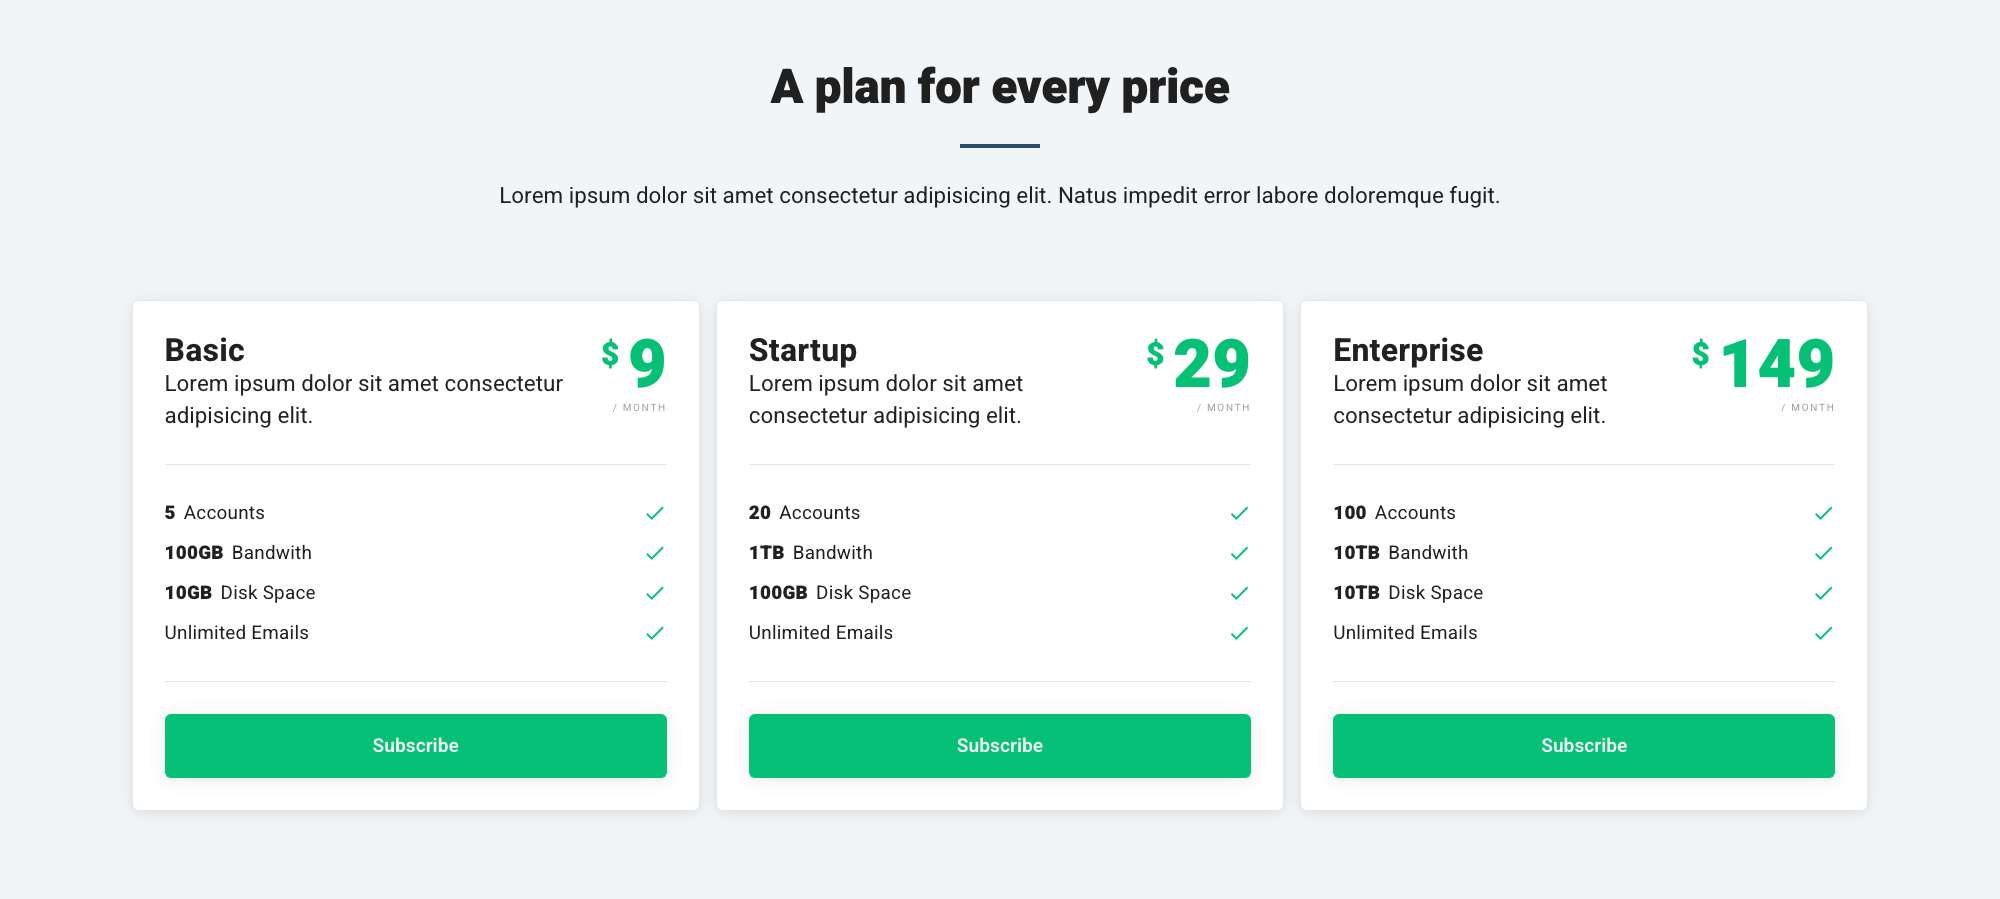 A plan for every price
Lorem ipsum dolor sit amet consectetur adipisicing elit. Natus impedit error labore doloremque fugit.
Basic
$ 9
Lorem ipsum dolor sit amet consectetur
adipisicing elit.
/ MONTH
5 Accounts
100GB Bandwith
10GB Disk Space
Unlimited Emails
Subscribe
Startup
$ 29
Lorem ipsum dolor sit amet
consectetur adipisicing elit.
/ MONTH
20 Accounts
1TB Bandwith
100GB Disk Space
Unlimited Emails
Subscribe
Enterprise
$ 149
Lorem ipsum dolor sit amet
consectetur adipisicing elit.
/ MONTH
100 Accounts
10TB Bandwith
10TB Disk Space
Unlimited Emails
Subscribe